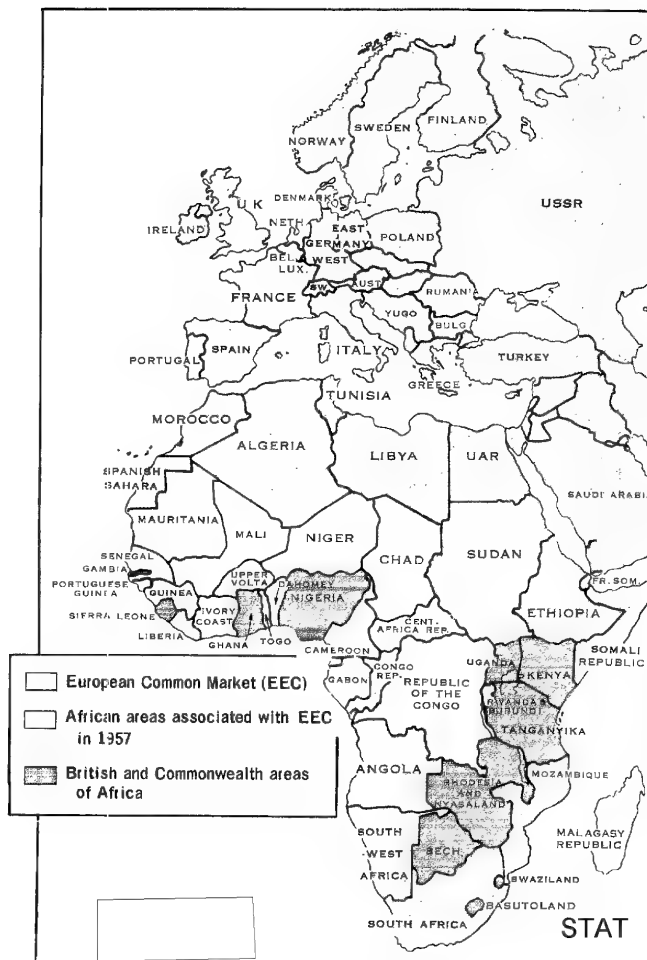 NORWAY
SWEDEN
FINLAND
UK
DENMARK
USSR
IRELAND
NETH.
EAST
GERMANY
WEST
POLAND
BEL.
LUX.
FRANCE
SW.
AUST.
RUMANIA
YUGO
BULG
PORTUGAL
SPAIN
ITALY
TURKEY
GREECE
TUNISIA
MOROCCO
ALGERIA
LIBYA
UAR
SPANISH
SAHARA
SAUDI ARABI
MAURITANIA
MALI
NIGER
CHAD
SUDAN
SENEGAL
GAMBIA
UPPER
VOLTA
DAHOMEY
FR. SOM.
PORTUGUESE
GUINEA
GUINEA
NIGERIA
SIERRA LEONE
IVORY
COAST
ETHIOPIA
CENT.
AFRICA REP.
LIBERIA
GHANA
TOGO
CAMEROON
SOMALI
REPUBLIC
GABON
CONGO
REP.
REPUBLIC
OF THE
CONGO
UGANDA
KENYA
RWANDA &
BURUNDI
TANGANYIKA
European Common Market (EEC)
African areas associated with EEC
in 1957
British and Commonwealth areas
of Africa
ANGOLA
RHODESIA
AND
NYASALAND
MOZAMBIQUE
MALAGASY
REPUBLIC
SOUTH
WEST
AFRICA
BECH.
SWAZILAND
BASUTOLAND
SOUTH AFRICA
STAT